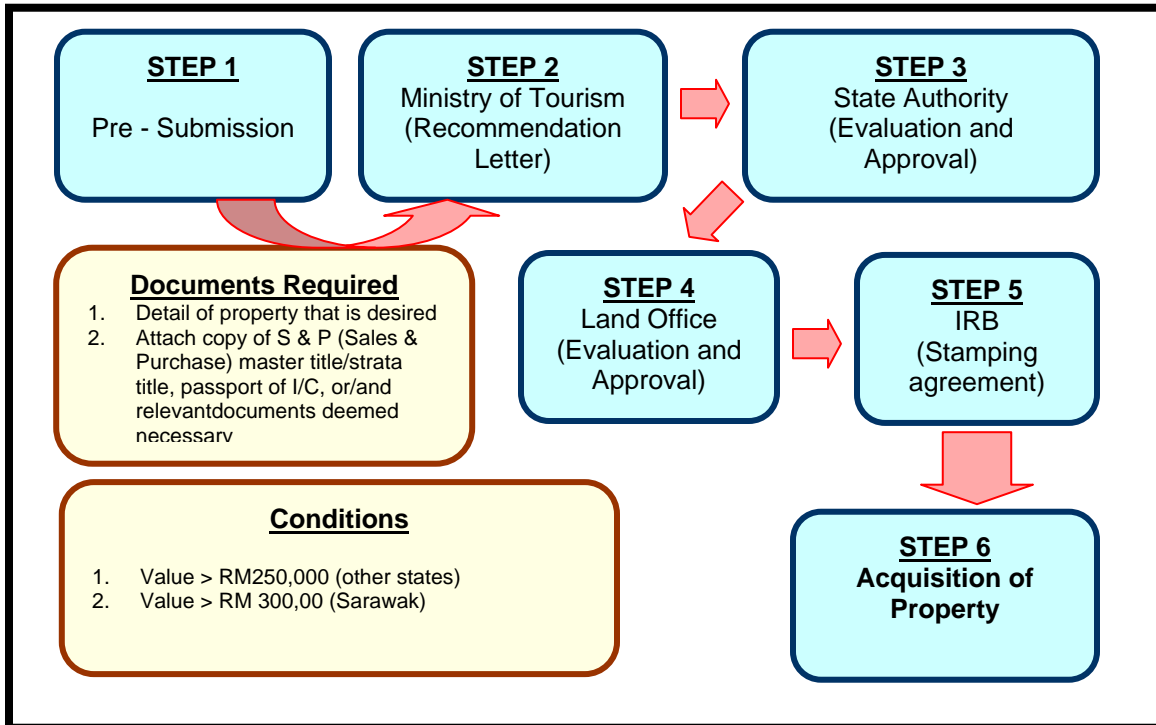 STEP 1
Pre - Submission
STEP 2
Ministry of Tourism
(Recommendation
Letter)
STEP 3
State Authority
(Evaluation and
Approval)
Documents Required
1. Detail of property that is desired
2. Attach copy of S & P (Sales &
Purchase) master title/strata
title, passport of I/C, or/and
relevantdocuments deemed
necessary
STEP 4
Land Office
(Evaluation and
Approval)
STEP 5
IRB
(Stamping
agreement)
Conditions
1. Value > RM250,000 (other states)
2. Value > RM 300,00 (Sarawak)
STEP 6
Acquisition of
Property